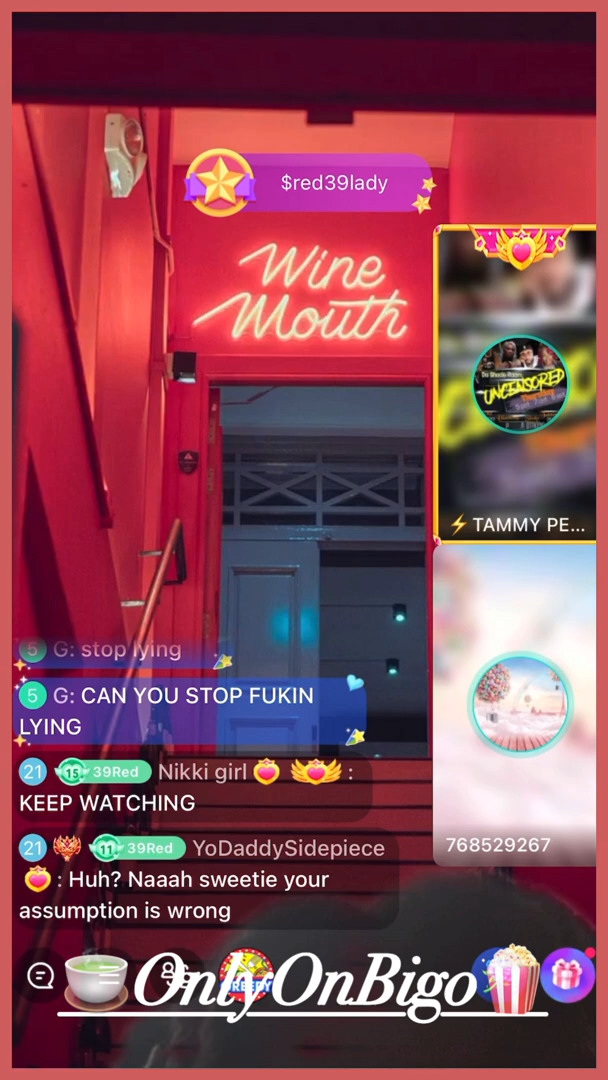 $red39lady
Wine
Mouth
UNCENSORED
Thursday
TAMMY PE...
5 G: stop lying
5 G: CAN YOU STOP FUKIN
LYING
21 15 39Red Nikki girl :
KEEP WATCHING
21 11 39Red YoDaddySidepiece
: Huh? Naaah sweetie your
assumption is wrong
768529267
OnlyOnBigo